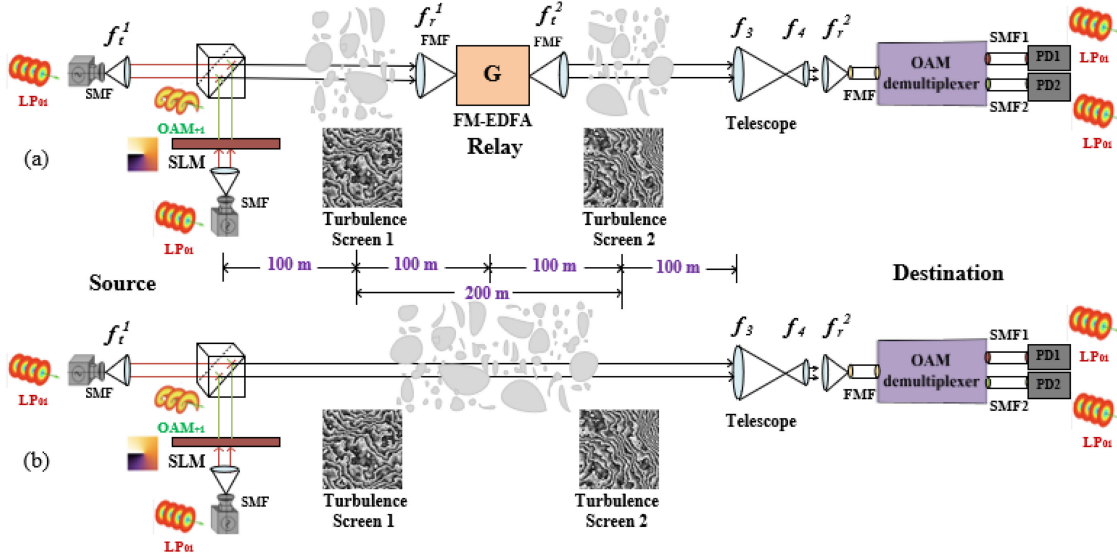 f_t^1
f_r^1
f_t^2
f_3
f_4
f_r^2
SMF1
FMF
FMF
G
OAM
demultiplexer
PD1
PD2
LP01
SMF
FMF
SMF2
LP01
LP01
OAM+1
FM-EDFA
Relay
Telescope
(a)
SLM
SMF
LP01
Turbulence
Screen 1
Turbulence
Screen 2
100 m
100 m
100 m
100 m
200 m
Source
Destination
f_t^1
f_3
f_4
f_r^2
SMF1
OAM
demultiplexer
PD1
PD2
LP01
SMF
FMF
SMF2
LP01
LP01
OAM+1
Telescope
(b)
SLM
SMF
LP01
Turbulence
Screen 1
Turbulence
Screen 2